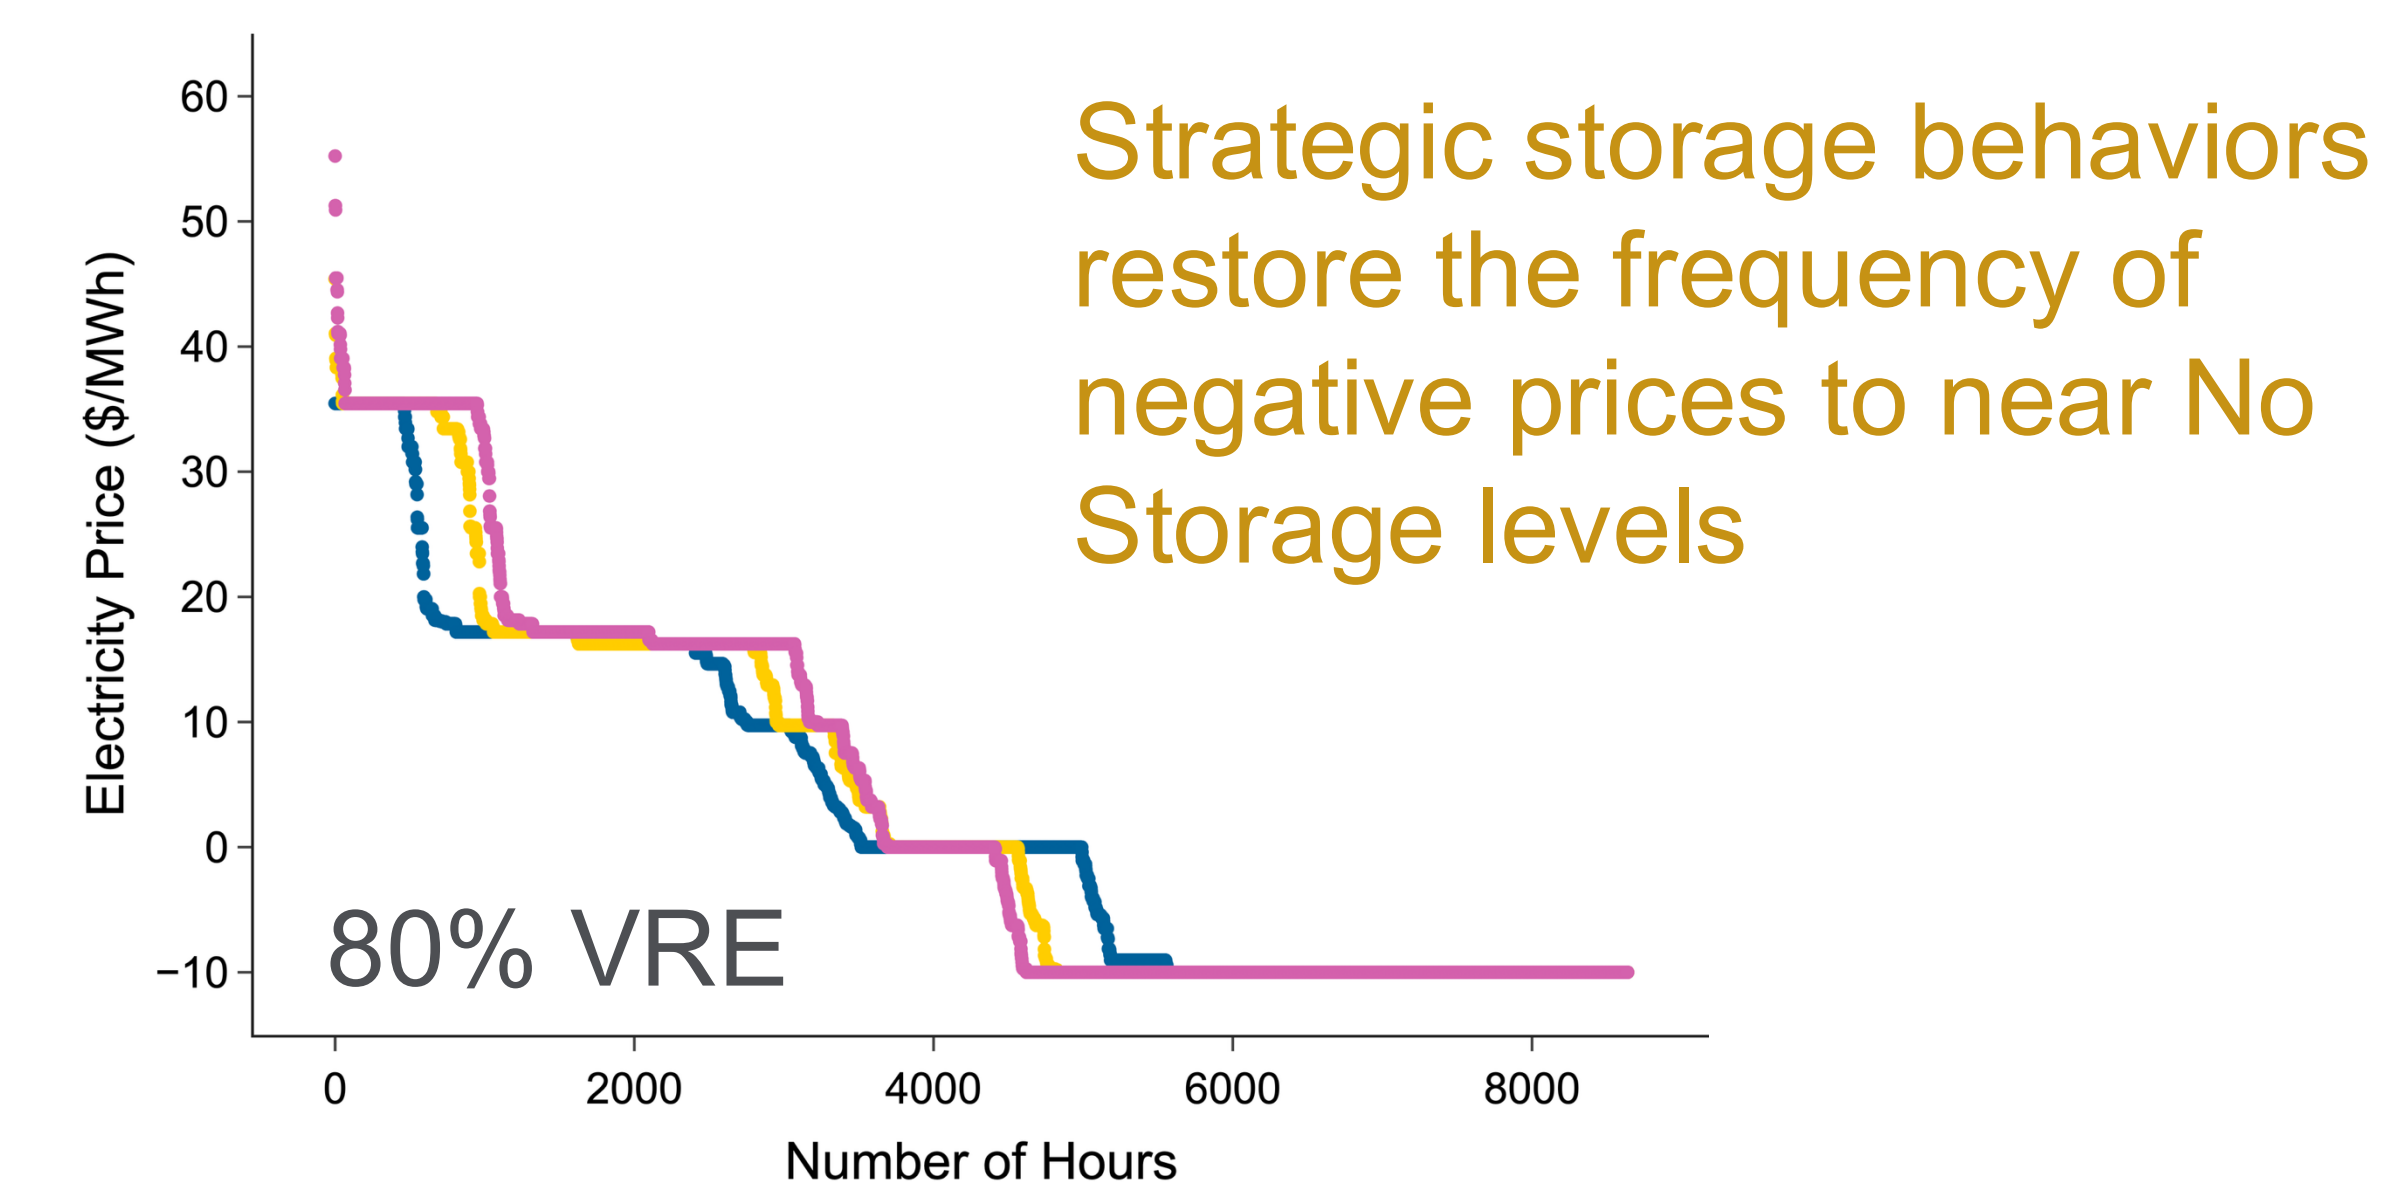 Strategic storage behaviors
restore the frequency of
negative prices to near No
Storage levels
Electricity Price ($/MWh)
60
50
40
30
20
10
0
−10
80% VRE
0 2000 4000 6000 8000
Number of Hours